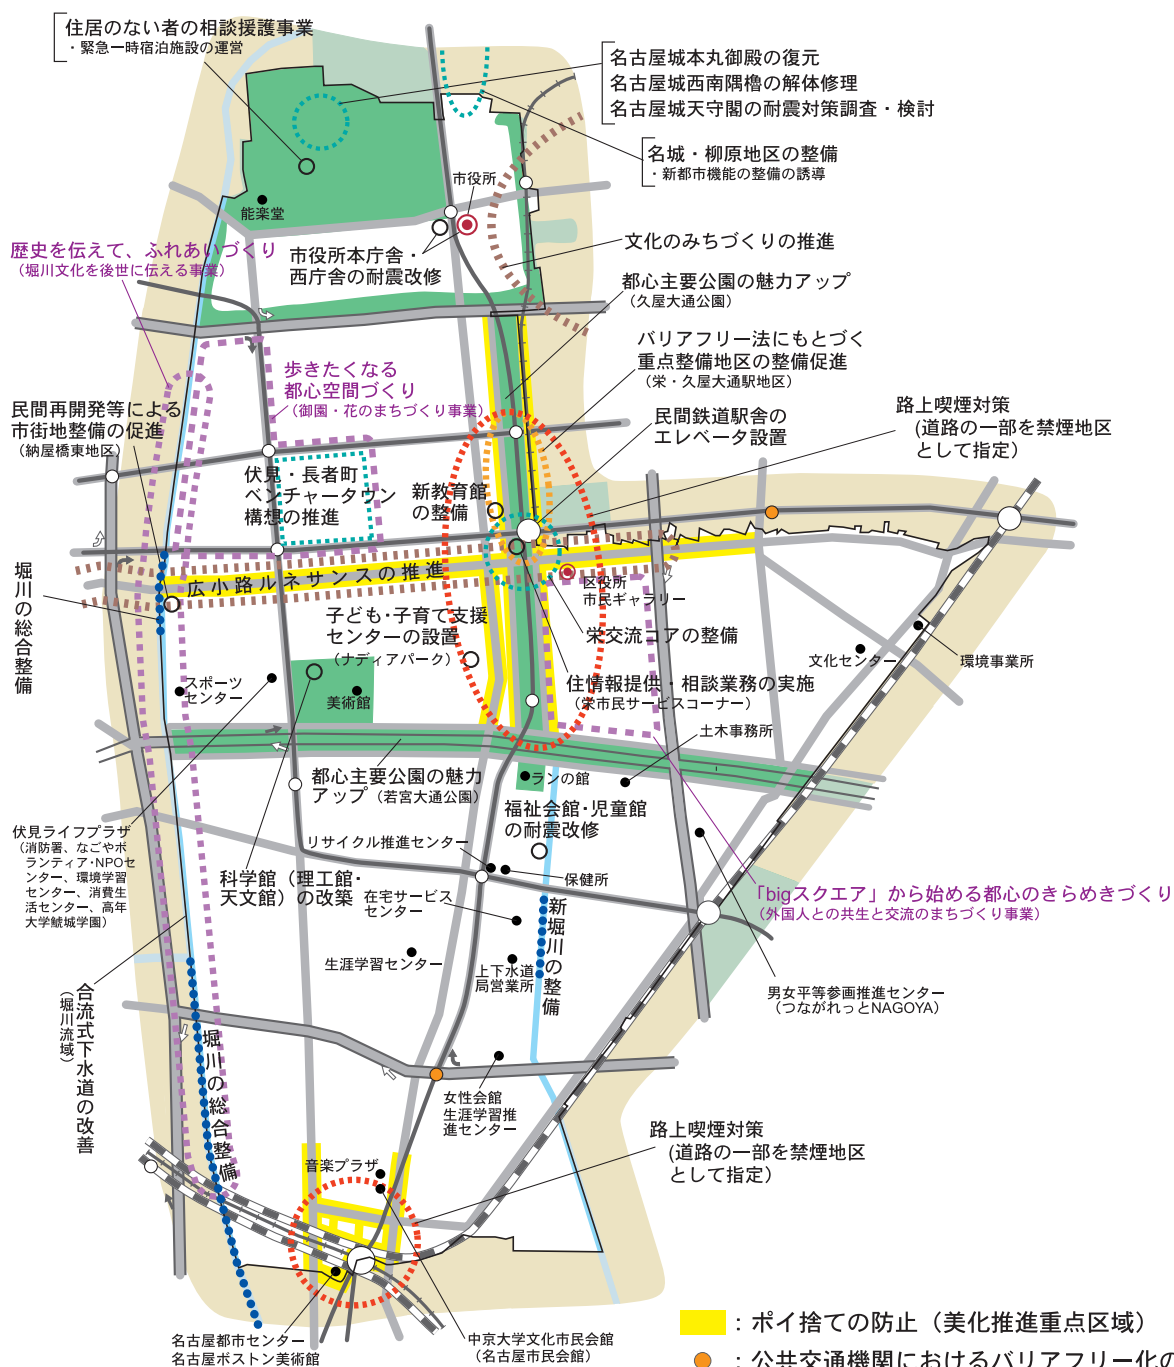 住居のない者の相談援護事業
・緊急一時宿泊施設の運営
名古屋城本丸御殿の復元
名古屋城西南隅櫓の解体修理
名古屋城天守閣の耐震対策調査・検討
名城・柳原地区の整備
・新都市機能の整備の誘導
市役所
能楽堂
文化のみちづくりの推進
歴史を伝えて、ふれあいづくり
（堀川文化を後世に伝える事業）
市役所本庁舎・
西庁舎の耐震改修
都心主要公園の魅力アップ
（久屋大通公園）
バリアフリー法にもとづく
重点整備地区の整備促進
（栄・久屋大通駅地区）
歩きたくなる
都心空間づくり
（御園・花のまちづくり事業）
民間再開発等による
市街地整備の促進
（納屋橋東地区）
民間鉄道駅舎の
エレベータ設置
路上喫煙対策
（道路の一部を禁煙地区
として指定）
伏見・長者町
ベンチャータウン
構想の推進
新教育館
の整備
広小路ルネサンスの推進
堀川の総合整備
区役所
市民ギャラリー
子ども・子育て支援
センターの設置
（ナディアパーク）
栄交流コアの整備
文化センター
環境事業所
スポーツ
センター
美術館
住情報提供・相談業務の実施
（栄市民サービスコーナー）
土木事務所
都心主要公園の魅力
アップ（若宮大通公園）
ランの館
福祉会館・児童館
の耐震改修
伏見ライフプラザ
（消防署、なごやボ
ランティア・NPOセ
ンター、環境学習
センター、消費生
活センター、高年
大学鯱城学園）
リサイクル推進センター
保健所
科学館（理工館・
天文館）の改築
在宅サービス
センター
「bigスクエア」から始める都心のきらめきづくり
（外国人との共生と交流のまちづくり事業）
新堀川の整備
生涯学習センター
上下水道
局営業所
男女平等参画推進センター
（つながれっとNAGOYA）
合流式下水道の改善
（堀川流域）
堀川の総合整備
女性会館
生涯学習推
進センター
路上喫煙対策
（道路の一部を禁煙地区
として指定）
音楽プラザ
名古屋都市センター
名古屋ボストン美術館
中京大学文化市民会館
（名古屋市民会館）
：ポイ捨ての防止（美化推進重点区域）
：公共交通機関におけるバリアフリー化の